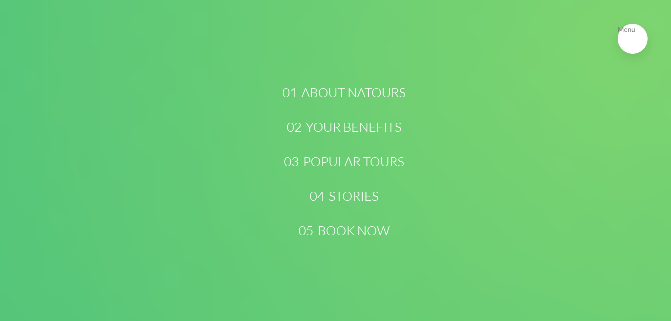 Menu
01 ABOUT NATOURS
02 YOUR BENEFITS
03 POPULAR TOURS
04 STORIES
05 BOOK NOW